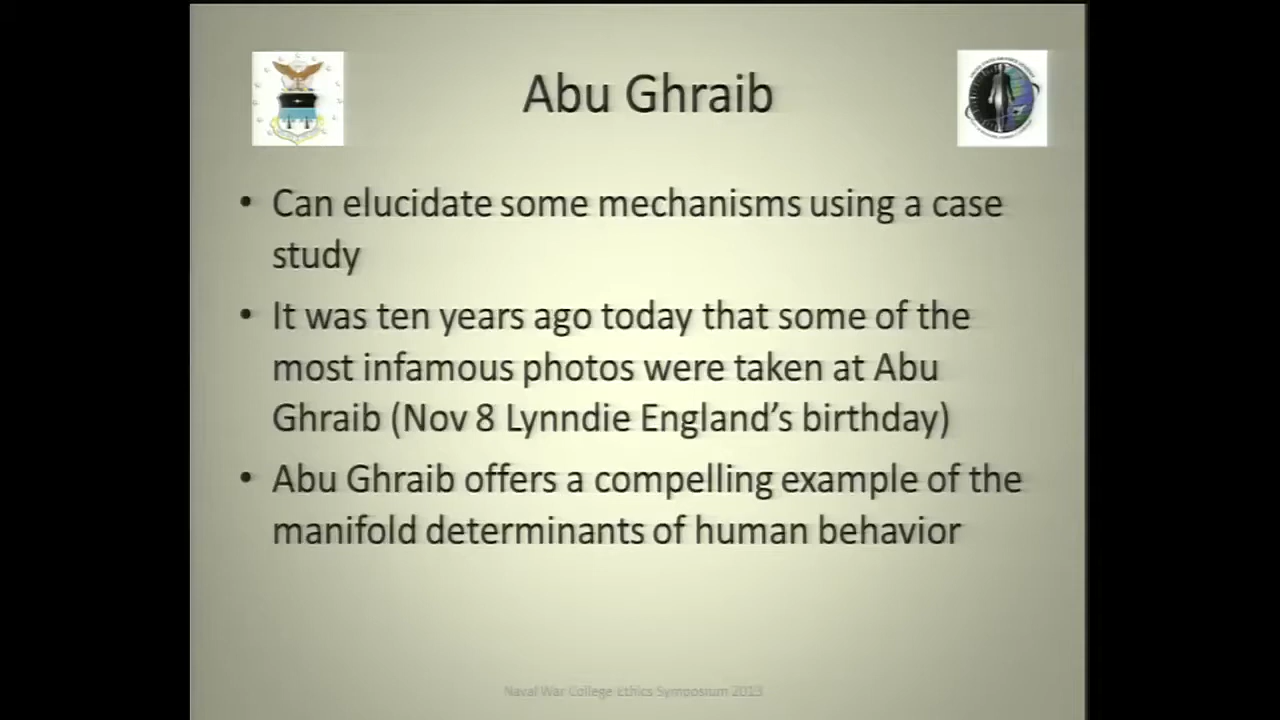 Abu Ghraib
• Can elucidate some mechanisms using a case
study
• It was ten years ago today that some of the
most infamous photos were taken at Abu
Ghraib (Nov 8 Lynndie England's birthday)
• Abu Ghraib offers a compelling example of the
manifold determinants of human behavior
Naval War College Ethics Symposium 2013